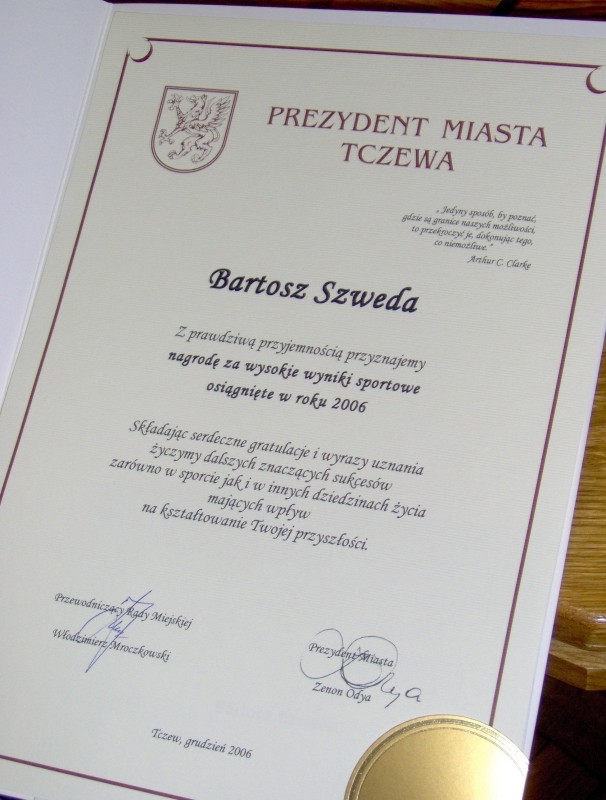 PREZYDENT MIASTA
TCZEWA
„Jedyny sposób, by poznać,
gdzie są granice naszych możliwości,
to przekroczyć je, dokonując tego,
co niemożliwe."
Arthur C. Clarke
Bartosz Szweda
Z prawdziwą przyjemnością przyznajemy
nagrodę za wysokie wyniki sportowe
osiągnięte w roku 2006
Składając serdeczne gratulacje i wyrazy uznania
życzymy dalszych znaczących sukcesów
zarówno w sporcie jak i w innych dziedzinach życia
mających wpływ
na kształtowanie Twojej przyszłości.
Przewodniczący Rady Miejskiej
Włodzimierz Mroczkowski
Prezydent Miasta
Zenon Odya
Tczew, grudzień 2006